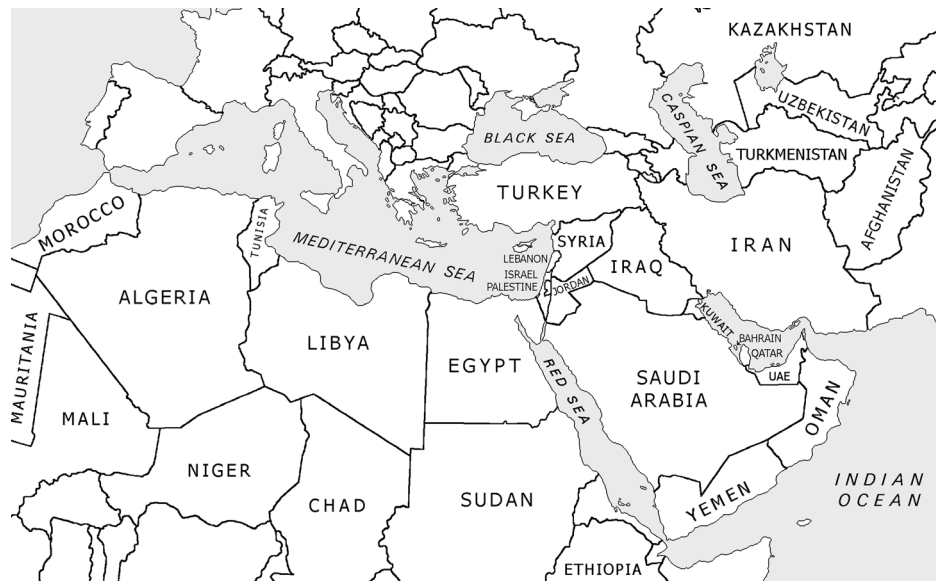 KAZAKHSTAN
UZBEKISTAN
CASPIAN SEA
BLACK SEA
TURKMENISTAN
AFGHANISTAN
TURKEY
MOROCCO
TUNISIA
MEDITERRANEAN SEA
SYRIA
LEBANON
ISRAEL
PALESTINE
JORDAN
IRAQ
IRAN
ALGERIA
LIBYA
EGYPT
KUWAIT
BAHRAIN
QATAR
UAE
SAUDI
ARABIA
RED SEA
OMAN
MAURITANIA
MALI
NIGER
CHAD
SUDAN
YEMEN
INDIAN
OCEAN
ETHIOPIA